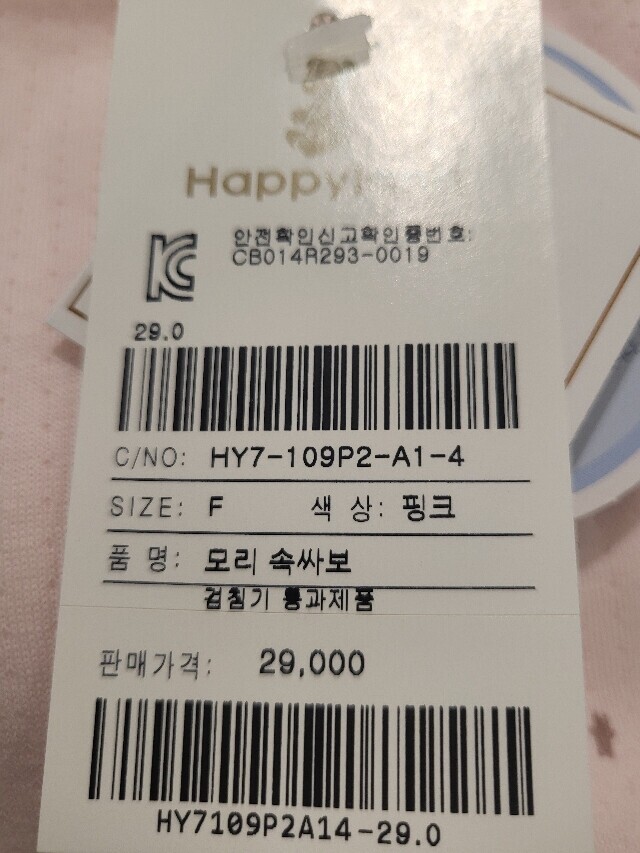 안전확인신고확인증번호:
CB014R293-0019
29.0
C/NO: HY7-109P2-A1-4
SIZE: F 색 상: 핑크
품 명: 모리 속싸보
검침기 통과제품
판매가격: 29,000
HY7109P2A14-29.0